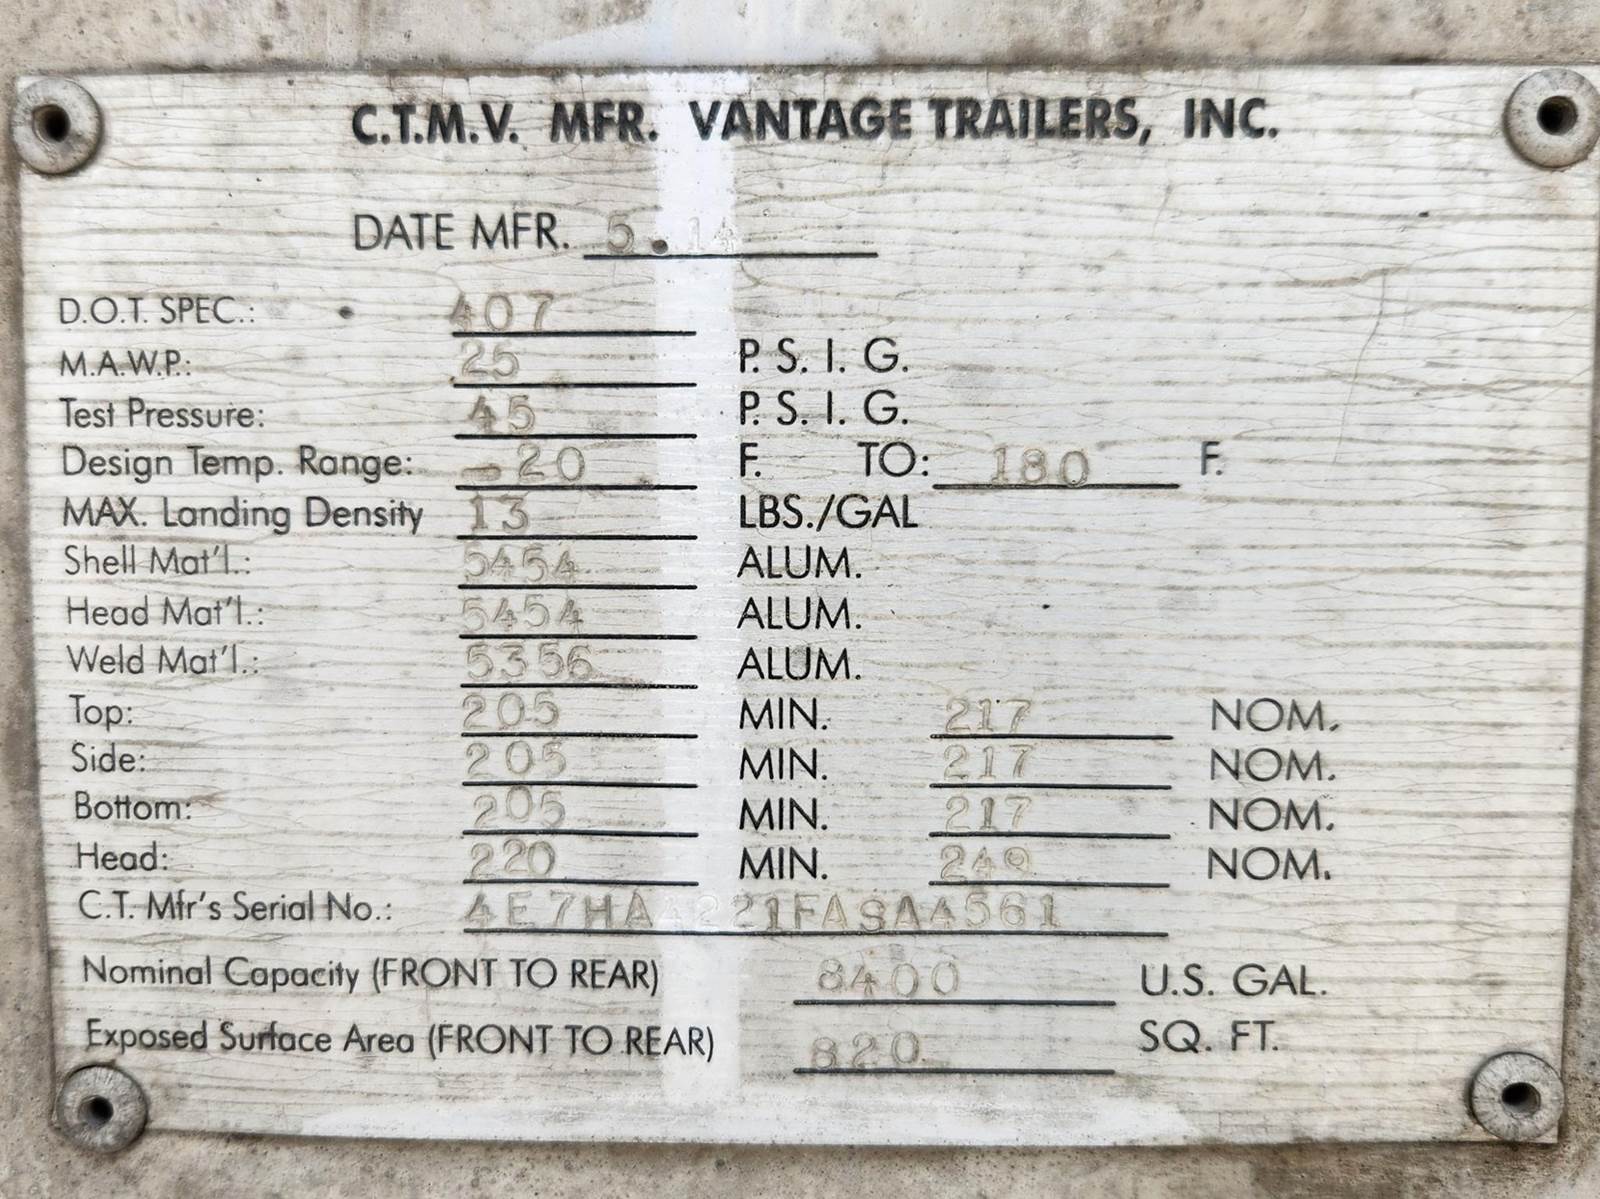 C.T.M.V. MFR. VANTAGE TRAILERS, INC.
DATE MFR. 5.14
D.O.T. SPEC.: 407
M.A.W.P.: 25 P.S.I.G.
Test Pressure: 45 P.S.I.G.
Design Temp. Range: -20 F. TO: 180 F.
MAX. Landing Density 13 LBS./GAL
Shell Mat'l.: 5454 ALUM.
Head Mat'l.: 5454 ALUM.
Weld Mat'l.: 5356 ALUM.
Top: 205 MIN. 217 NOM.
Side: 205 MIN. 217 NOM.
Bottom: 205 MIN. 217 NOM.
Head: 220 MIN. 249 NOM.
C.T. Mfr's Serial No.:
Nominal Capacity (FRONT TO REAR) 8400 U.S. GAL.
Exposed Surface Area (FRONT TO REAR) 820 SQ. FT.